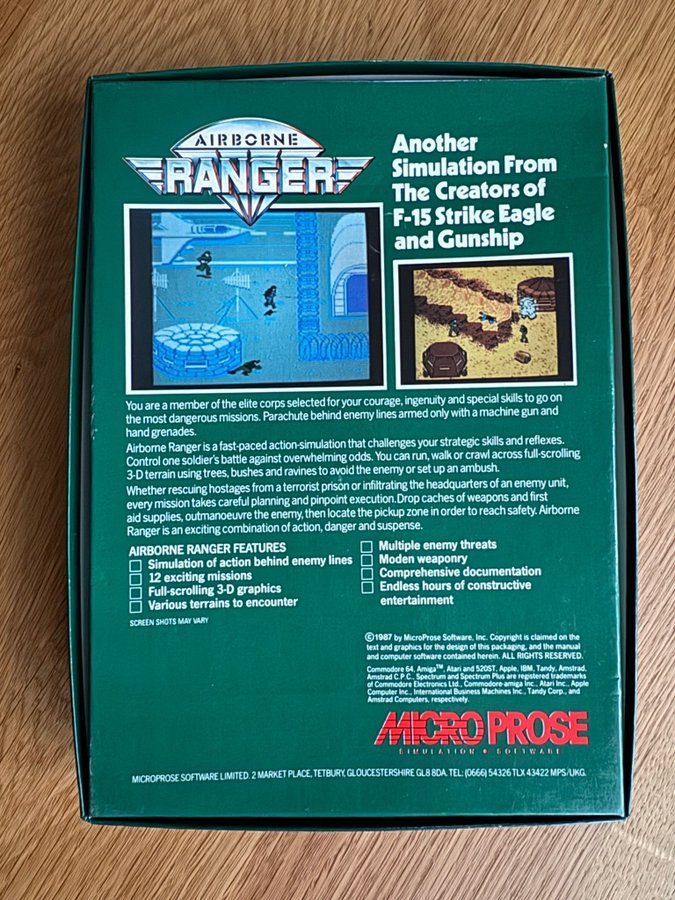 AIRBORNE
RANGER
Another
Simulation From
The Creators of
F-15 Strike Eagle
and Gunship
You are a member of the elite corps selected for your courage, ingenuity and special skills to go on
the most dangerous missions. Parachute behind enemy lines armed only with a machine gun and
hand grenades.
Airborne Ranger is a fast-paced action-simulation that challenges your strategic skills and reflexes.
Control one soldier's battle against overwhelming odds. You can run, walk or crawl across full-scrolling
3-D terrain using trees, bushes and ravines to avoid the enemy or set up an ambush.
Whether rescuing hostages from a terrorist prison or infiltrating the headquarters of an enemy unit,
every mission takes careful planning and pinpoint execution. Drop caches of weapons and first
aid supplies, outmanoeuvre the enemy, then locate the pickup zone in order to reach safety. Airborne
Ranger is an exciting combination of action, danger and suspense.
AIRBORNE RANGER FEATURES
Simulation of action behind enemy lines
12 exciting missions
Full-scrolling 3-D graphics
Various terrains to encounter
Multiple enemy threats
Moden weaponry
Comprehensive documentation
Endless hours of constructive
entertainment
SCREEN SHOTS MAY VARY
©1987 by MicroProse Software, Inc. Copyright is claimed on the
text and graphics for the design of this packaging, and the manual
and computer software contained herein. ALL RIGHTS RESERVED.
Commodore 64, Amiga™, Atari and 520ST, Apple, IBM, Tandy, Amstrad,
Amstrad C.P.C., Spectrum and Spectrum Plus are registered trademarks
of Commodore Electronics Ltd., Commodore-amiga Inc., Atari Inc., Apple
Computer Inc., International Business Machines Inc., Tandy Corp., and
Amstrad Computers, respectively.
MICROPROSE
SIMULATION • SOFTWARE
MICROPROSE SOFTWARE LIMITED. 2 MARKET PLACE, TETBURY, GLOUCESTERSHIRE GL8 8DA. TEL: (0666) 54326 TLX 43422 MPS/UKG.